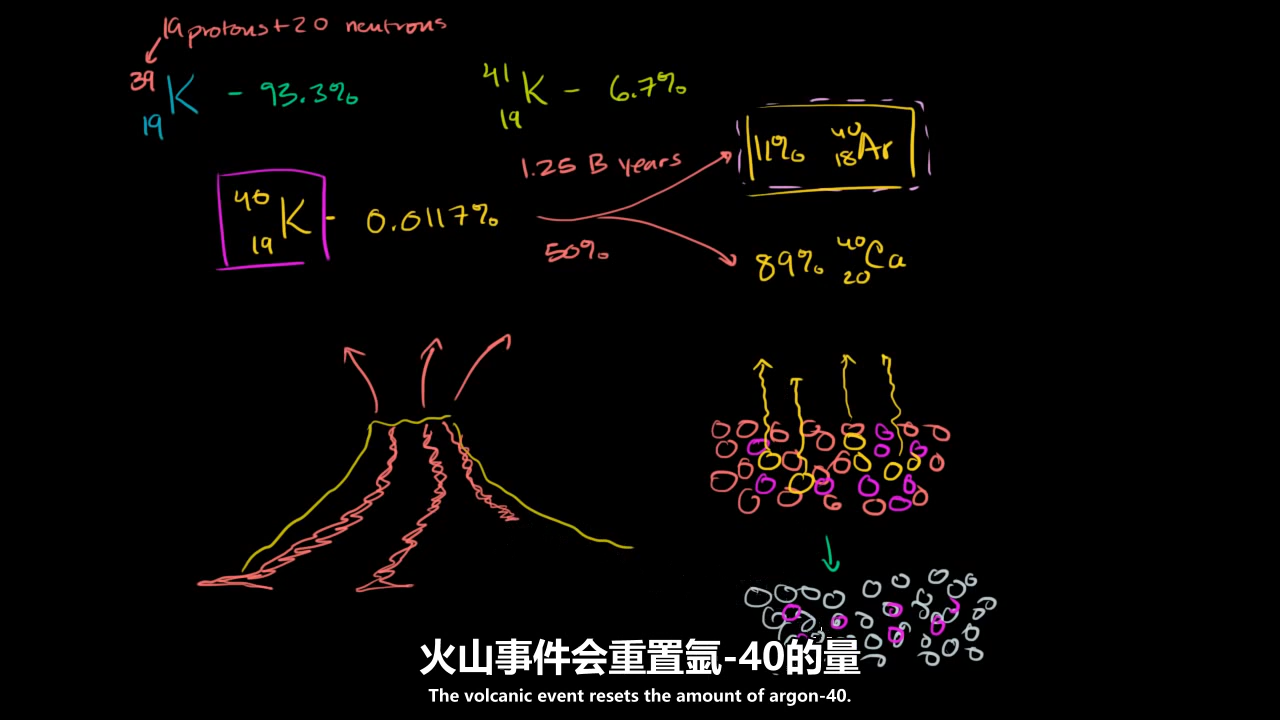 19 protons + 20 neutrons
39 19 K - 93.3%
41 19 K - 6.7%
40 19 K - 0.0117%
1.25 B years
50%
11% 40 18 Ar
89% 40 20 Ca
火山事件会重置氩-40的量
The volcanic event resets the amount of argon-40.